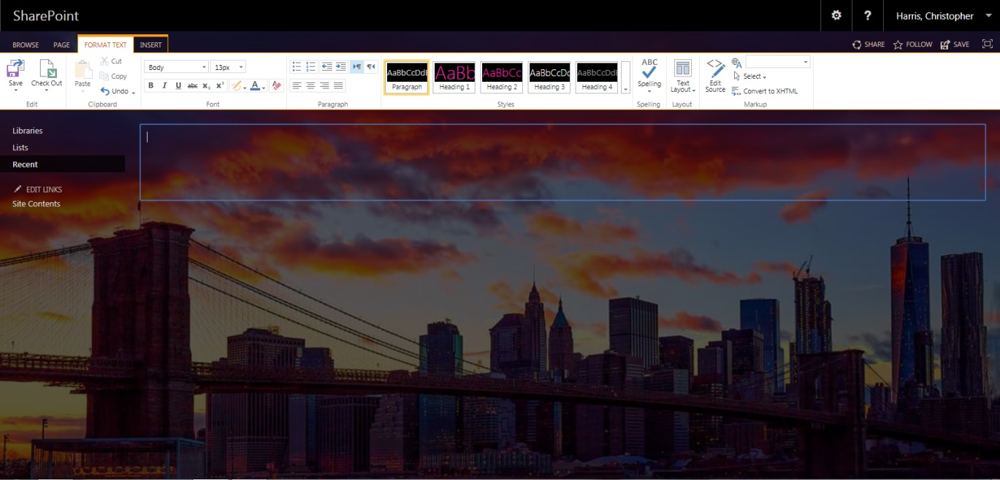 SharePoint
? Harris, Christopher
BROWSE PAGE FORMAT TEXT INSERT
SHARE FOLLOW SAVE
Save
Check Out
Edit
Paste
Cut
Copy
Undo
Clipboard
Body 13px
B I U abc x₂ x² A
Font
Paragraph
AaBbCcDdE
Paragraph
AaBb
Heading 1
AaBbCc
Heading 2
AaBbCcDc
Heading 3
AaBbCcDdE
Heading 4
Styles
ABC
Spelling
Spelling
Text
Layout
Layout
Edit
Source
Select
Convert to XHTML
Markup
Libraries
Lists
Recent
EDIT LINKS
Site Contents